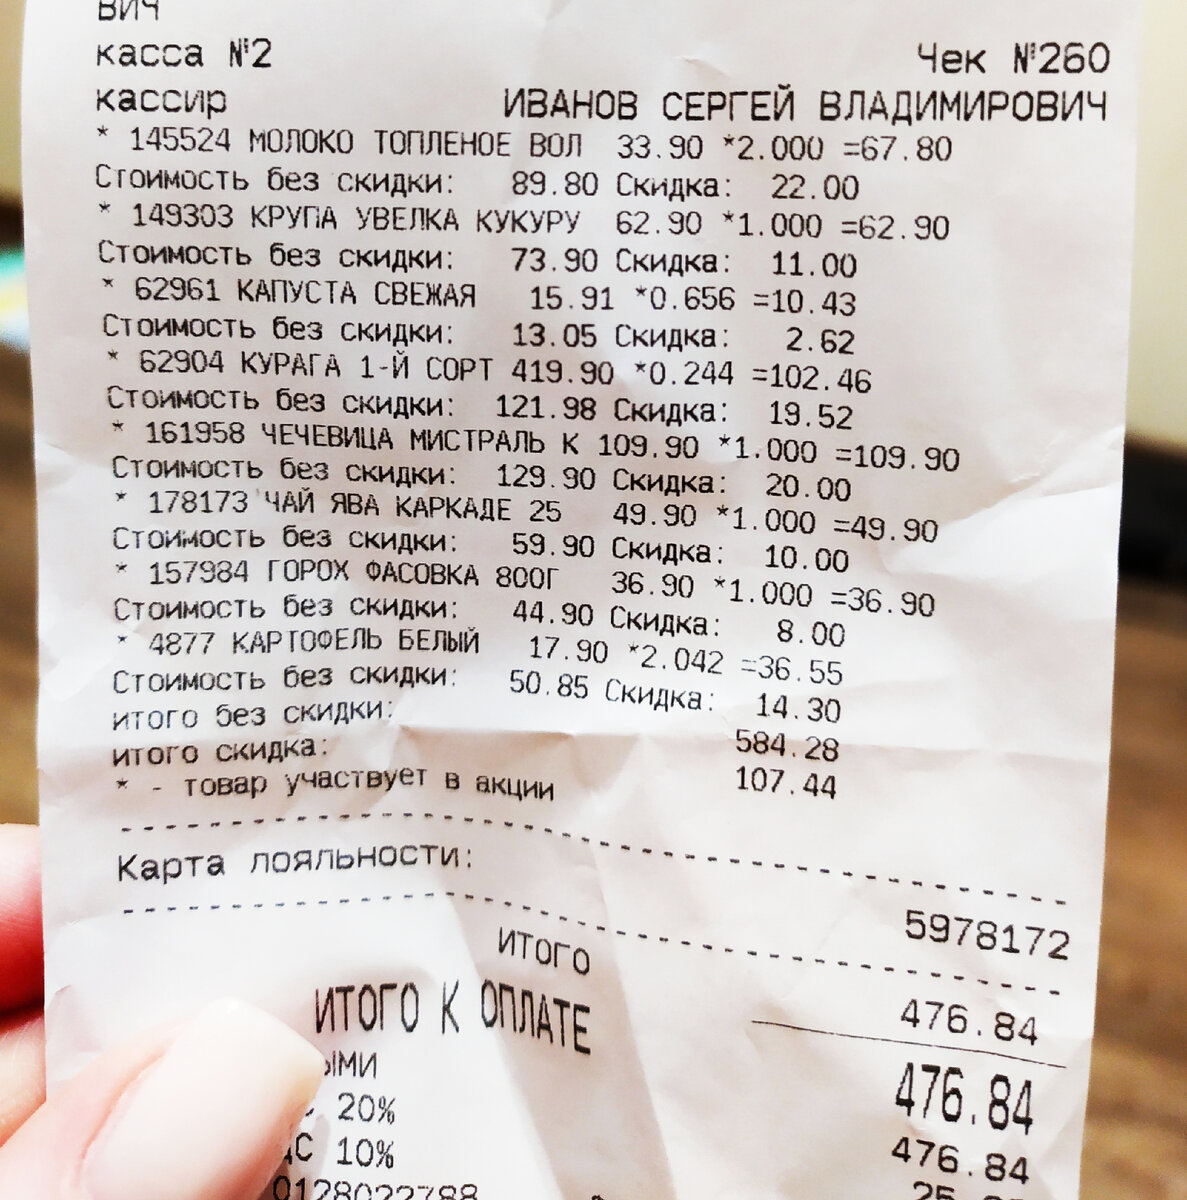 ВИЧ
касса №2 Чек №260
кассир ИВАНОВ СЕРГЕЙ ВЛАДИМИРОВИЧ
* 145524 МОЛОКО ТОПЛЕНОЕ ВОЛ 33.90 *2.000 =67.80
Стоимость без скидки: 89.80 Скидка: 22.00
* 149303 КРУПА УВЕЛКА КУКУРУ 62.90 *1.000 =62.90
Стоимость без скидки: 73.90 Скидка: 11.00
* 62961 КАПУСТА СВЕЖАЯ 15.91 *0.656 =10.43
Стоимость без скидки: 13.05 Скидка: 2.62
* 62904 КУРАГА 1-Й СОРТ 419.90 *0.244 =102.46
Стоимость без скидки: 121.98 Скидка: 19.52
* 161958 ЧЕЧЕВИЦА МИСТРАЛЬ К 109.90 *1.000 =109.90
Стоимость без скидки: 129.90 Скидка: 20.00
* 178173 ЧАЙ ЯВА КАРКАДЕ 25 49.90 *1.000 =49.90
Стоимость без скидки: 59.90 Скидка: 10.00
* 157984 ГОРОХ ФАСОВКА 800Г 36.90 *1.000 =36.90
Стоимость без скидки: 44.90 Скидка: 8.00
* 4877 КАРТОФЕЛЬ БЕЛЫЙ 17.90 *2.042 =36.55
Стоимость без скидки: 50.85 Скидка: 14.30
итого без скидки: 584.28
итого скидка: 107.44
* - товар участвует в акции
Карта лояльности: 5978172
ИТОГО 476.84
ИТОГО К ОПЛАТЕ 476.84
ЫМИ 476.84
20%
10%
0128022788